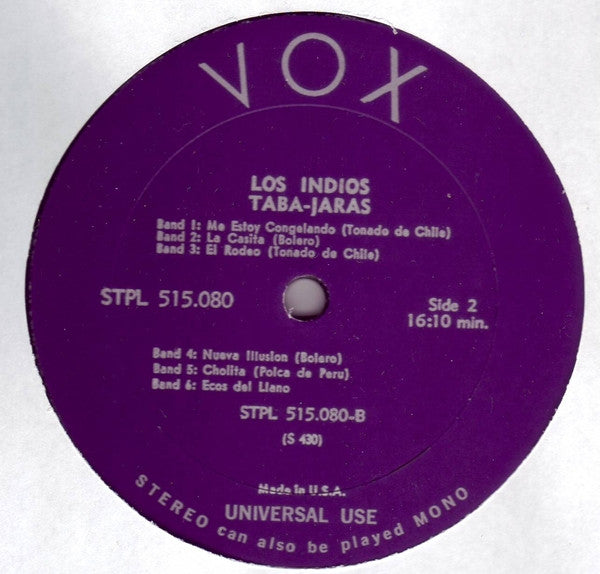 VOX
LOS INDIOS
TABA-JARAS
Band 1: Me Estoy Congelando (Tonado de Chile)
Band 2: La Casita (Bolero)
Band 3: El Rodeo (Tonado de Chile)
STPL 515.080
Side 2
16:10 min.
Band 4: Nueva Illusion (Bolero)
Band 5: Cholita (Polca de Peru)
Band 6: Ecos del Llano
STPL 515.080-B
(S 430)
Made in U.S.A.
UNIVERSAL USE
STEREO can also be played MONO